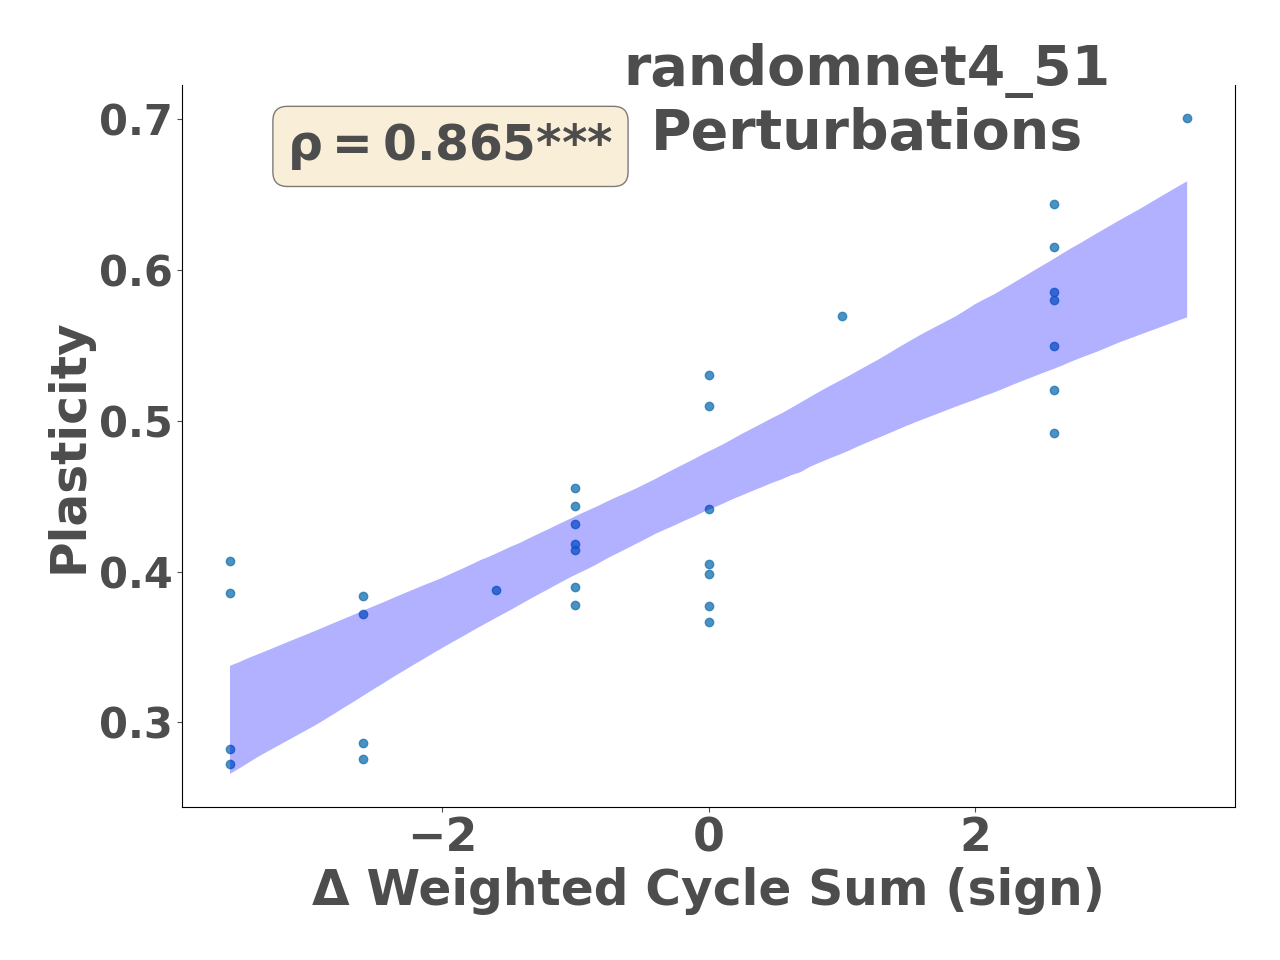 randomnet4_51
Perturbations
ρ = 0.865***
0.7
0.6
0.5
0.4
0.3
Plasticity
−2
0
2
Δ Weighted Cycle Sum (sign)